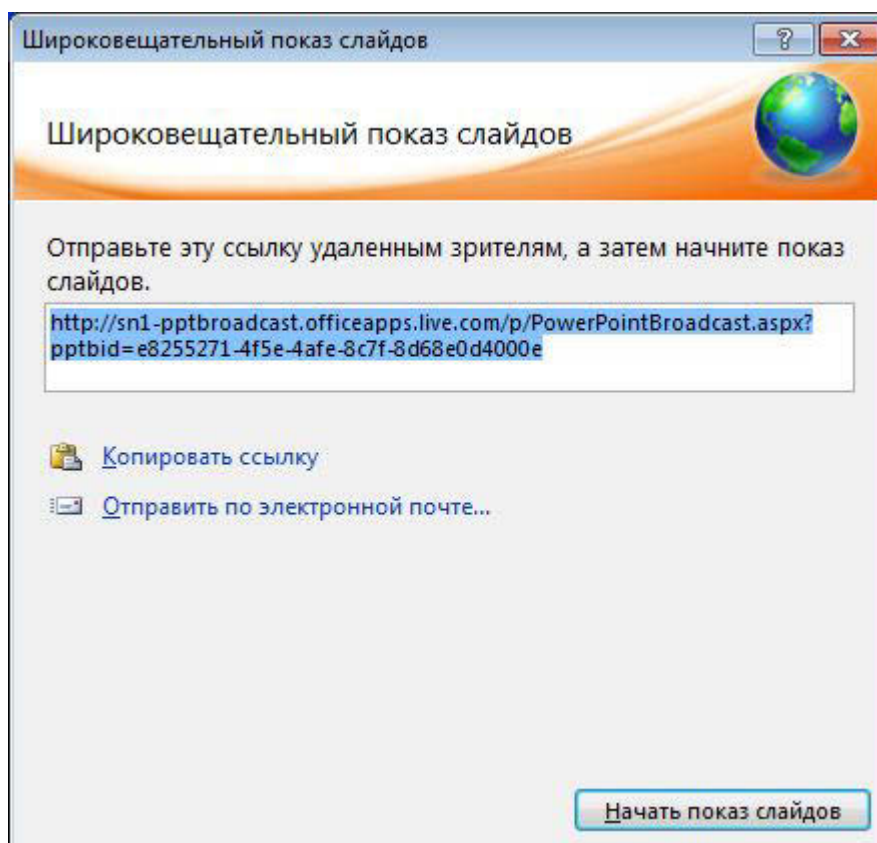 Широковещательный показ слайдов
Широковещательный показ слайдов
Отправьте эту ссылку удаленным зрителям, а затем начните показ
слайдов.
http://sn1-pptbroadcast.officeapps.live.com/p/PowerPointBroadcast.aspx?
pptbid=e8255271-4f5e-4afe-8c7f-8d68e0d4000e
Копировать ссылку
Отправить по электронной почте...
Начать показ слайдов